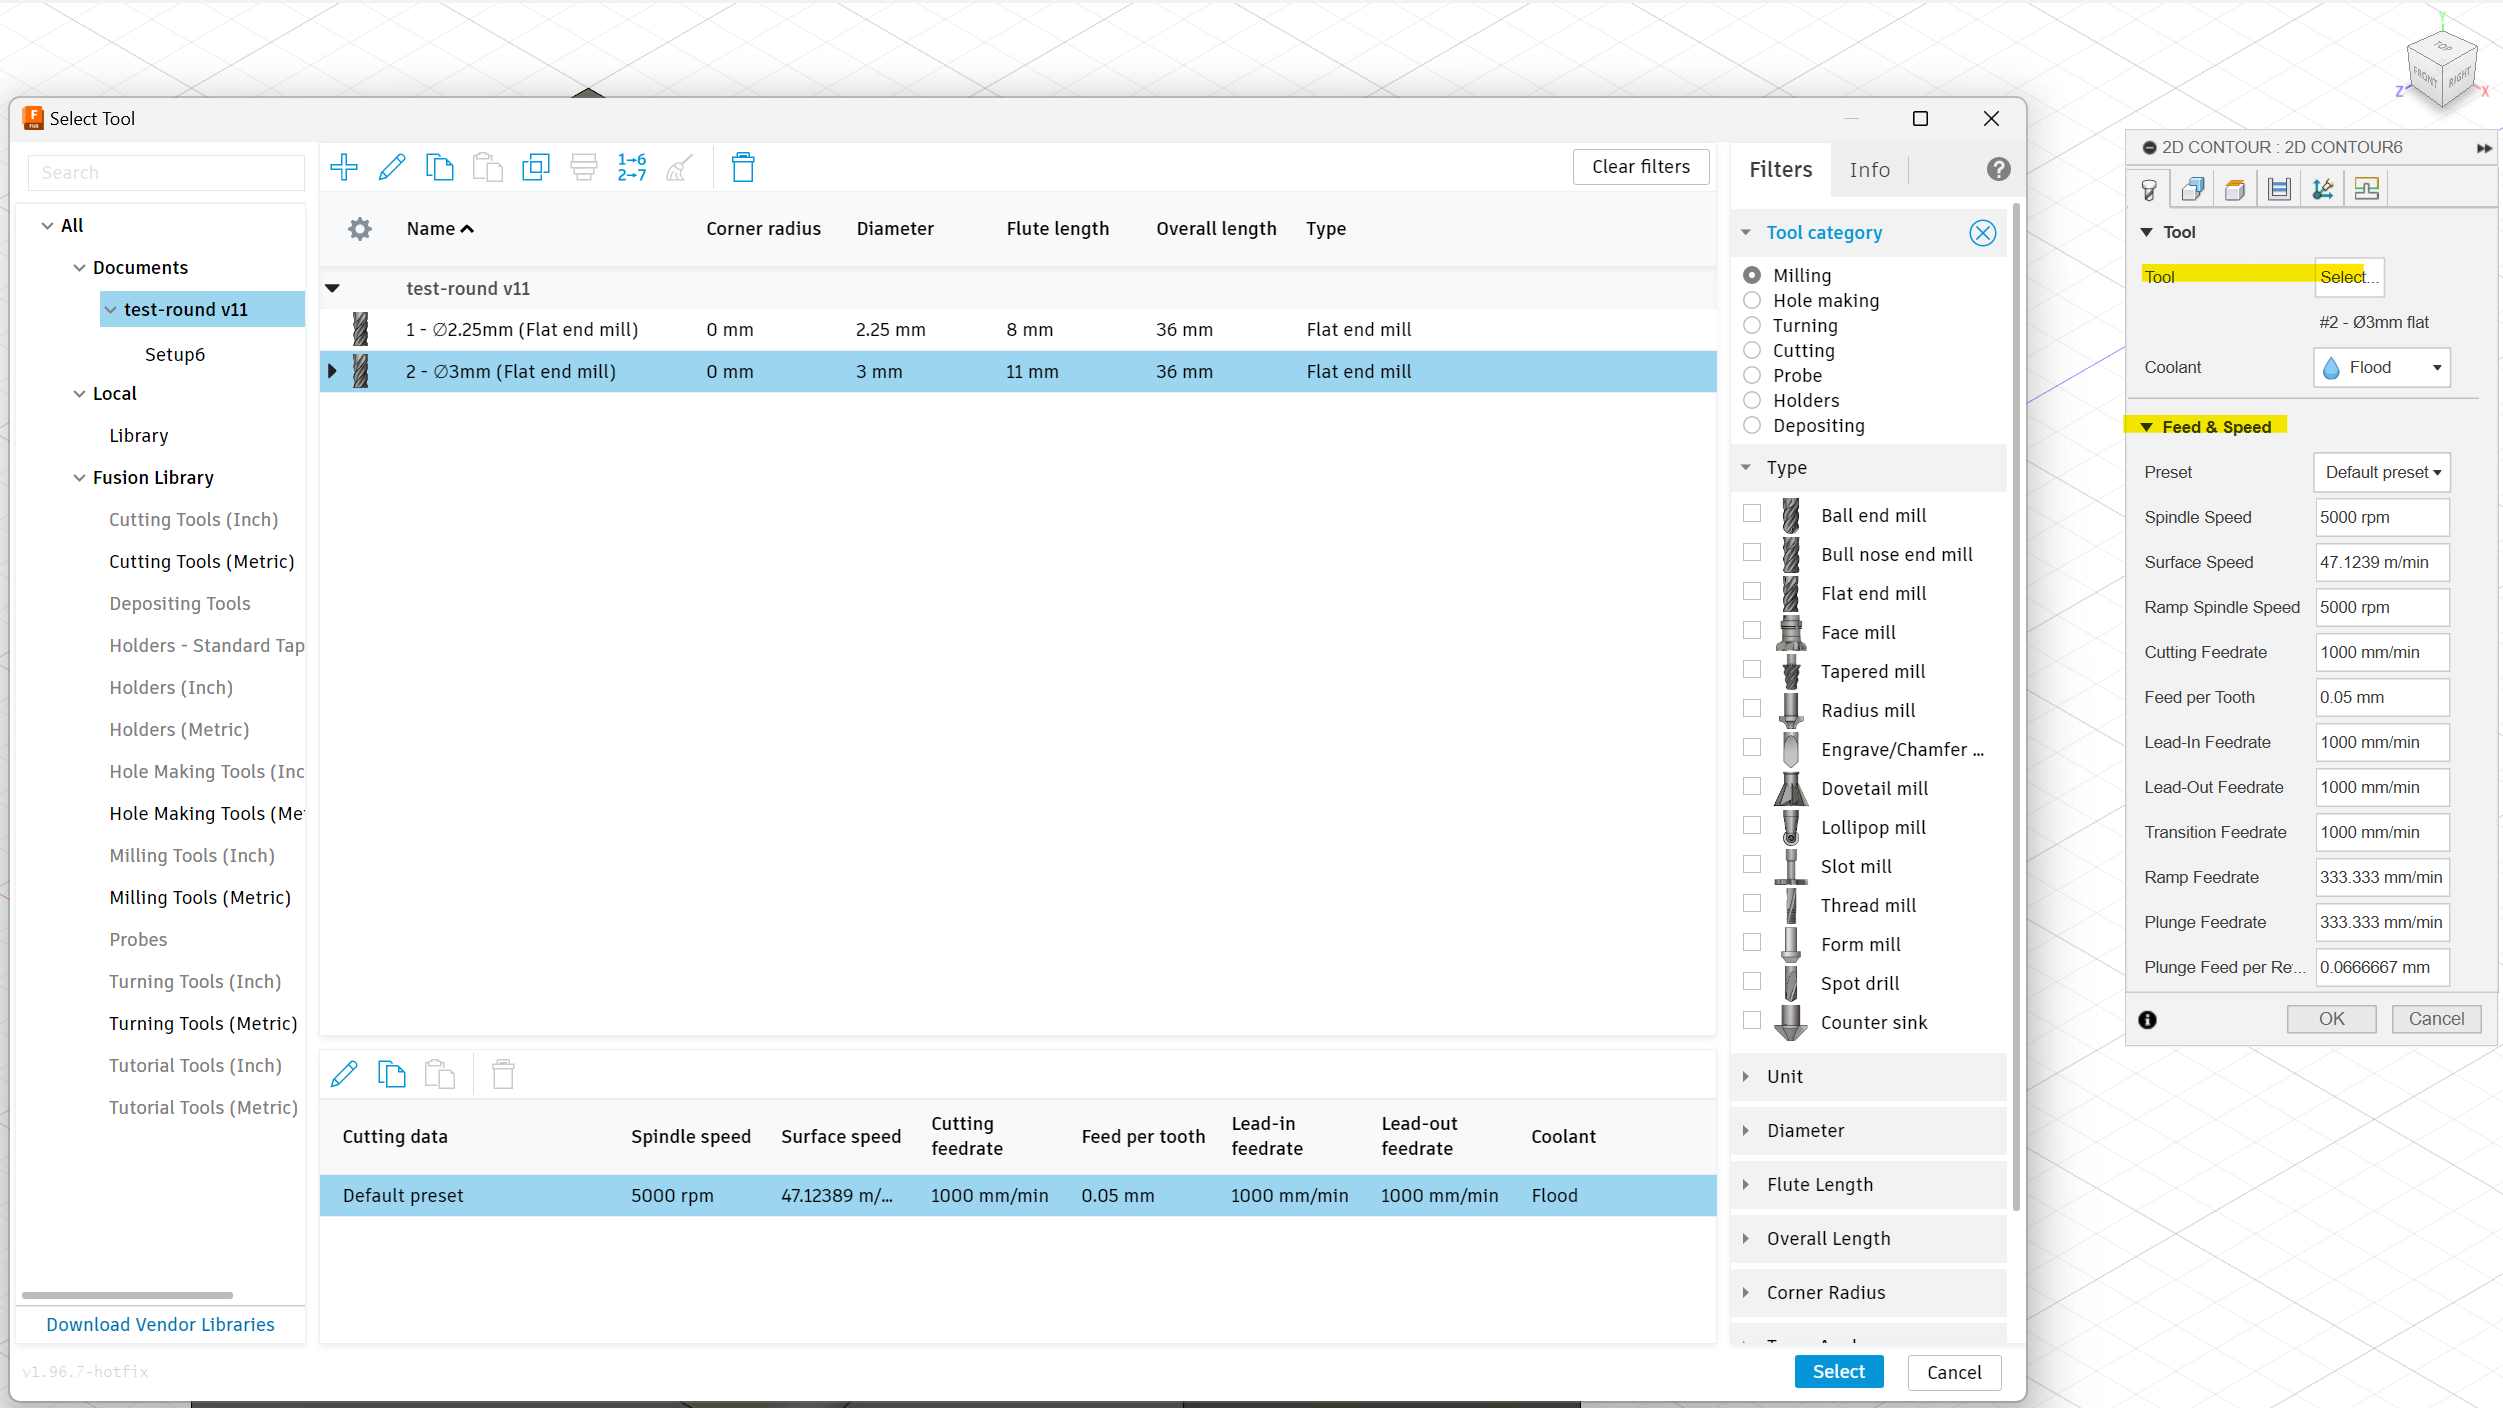 Select Tool
Search
All
Documents
test-round v11
Setup6
Local
Library
Fusion Library
Cutting Tools (Inch)
Cutting Tools (Metric)
Depositing Tools
Holders - Standard Tap
Holders (Inch)
Holders (Metric)
Hole Making Tools (Inc
Hole Making Tools (Me
Milling Tools (Inch)
Milling Tools (Metric)
Probes
Turning Tools (Inch)
Turning Tools (Metric)
Tutorial Tools (Inch)
Tutorial Tools (Metric)
Download Vendor Libraries
v1.96.7-hotfix
1→6
2→7
Clear filters
Name Corner radius Diameter Flute length Overall length Type
test-round v11
1 - ∅2.25mm (Flat end mill) 0 mm 2.25 mm 8 mm 36 mm Flat end mill
2 - ∅3mm (Flat end mill) 0 mm 3 mm 11 mm 36 mm Flat end mill
Cutting data Spindle speed Surface speed Cutting feedrate Feed per tooth Lead-in feedrate Lead-out feedrate Coolant
Default preset 5000 rpm 47.12389 m/... 1000 mm/min 0.05 mm 1000 mm/min 1000 mm/min Flood
Filters Info
Tool category
Milling
Hole making
Turning
Cutting
Probe
Holders
Depositing
Type
Ball end mill
Bull nose end mill
Flat end mill
Face mill
Tapered mill
Radius mill
Engrave/Chamfer ...
Dovetail mill
Lollipop mill
Slot mill
Thread mill
Form mill
Spot drill
Counter sink
Unit
Diameter
Flute Length
Overall Length
Corner Radius
Select Cancel
Y
TOP
FRONT RIGHT
Z X
2D CONTOUR : 2D CONTOUR6
Tool
Tool Select...
#2 - Ø3mm flat
Coolant Flood
Feed & Speed
Preset Default preset
Spindle Speed 5000 rpm
Surface Speed 47.1239 m/min
Ramp Spindle Speed 5000 rpm
Cutting Feedrate 1000 mm/min
Feed per Tooth 0.05 mm
Lead-In Feedrate 1000 mm/min
Lead-Out Feedrate 1000 mm/min
Transition Feedrate 1000 mm/min
Ramp Feedrate 333.333 mm/min
Plunge Feedrate 333.333 mm/min
Plunge Feed per Re... 0.0666667 mm
OK Cancel